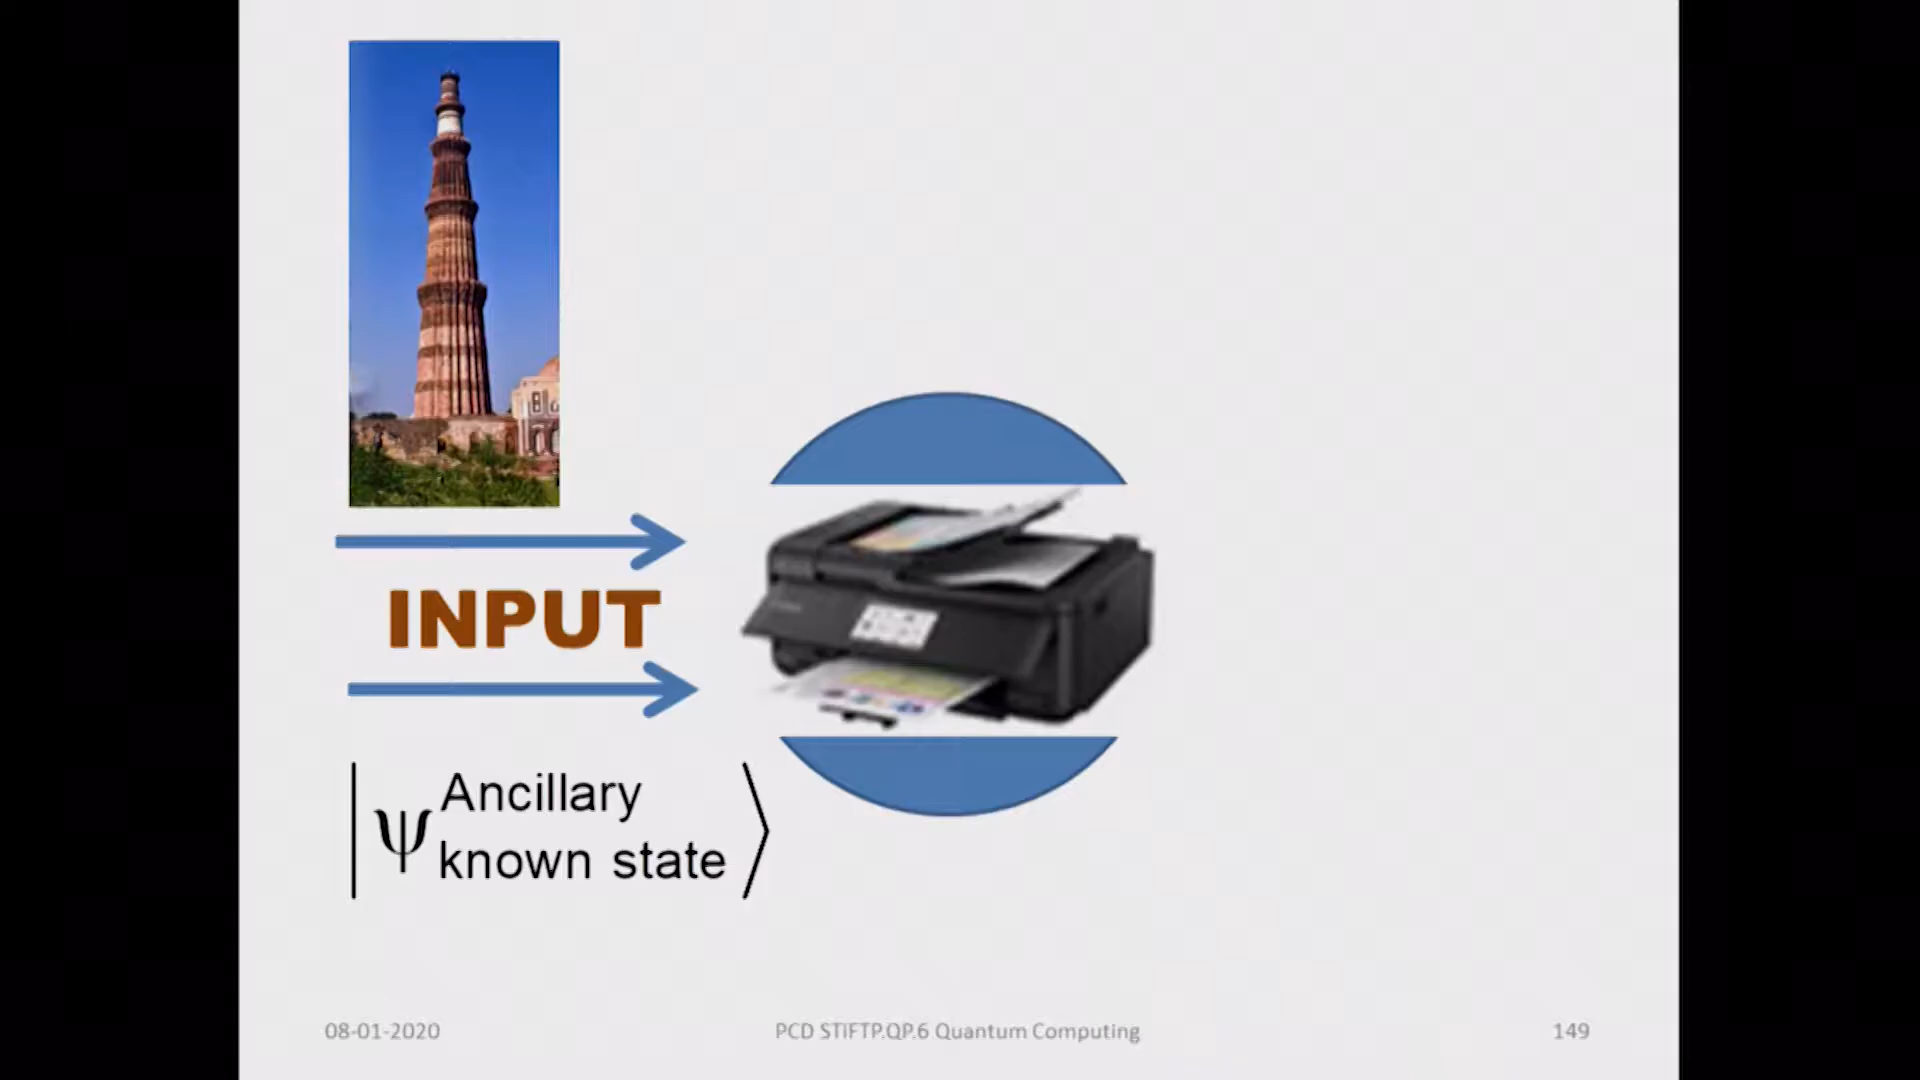 INPUT
ψ Ancillary
known state
08-01-2020 PCD STiFTP.QP.6 Quantum Computing 149